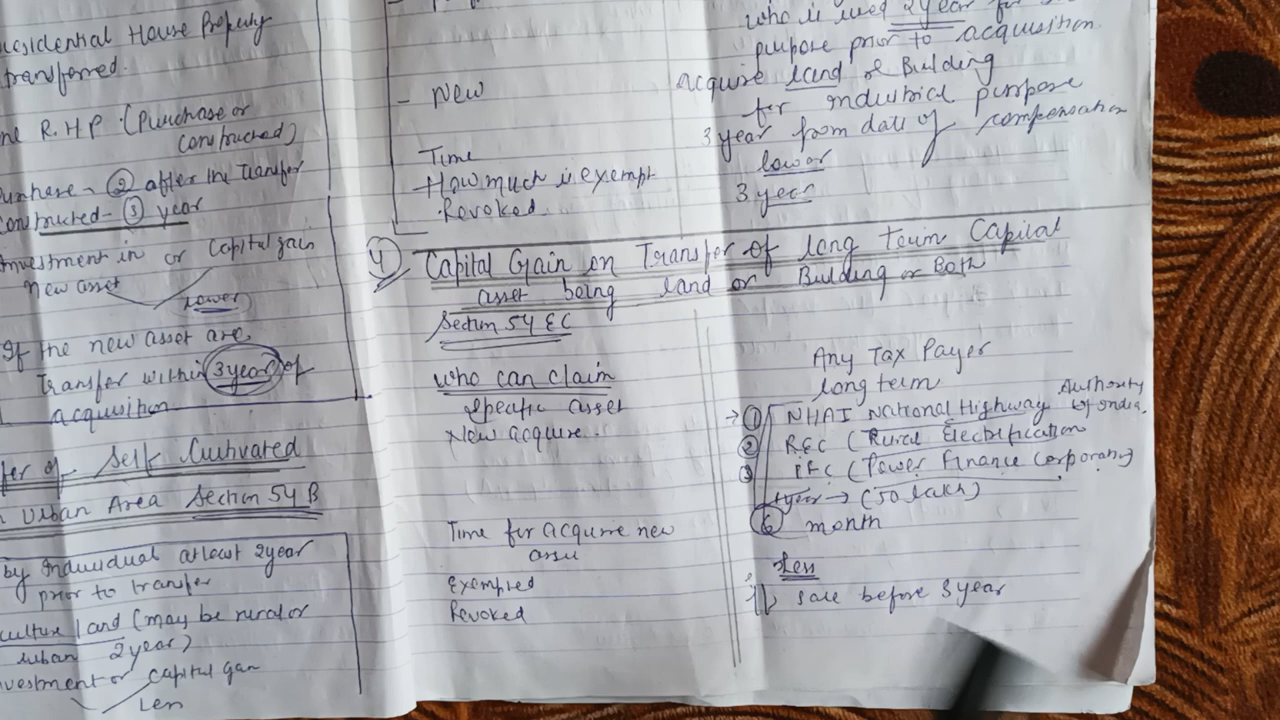 Residential House Property
transferred.
R.H.P. (Purchase or
constructed)
Purchase - ② after the transfer
constructed - ③ year
Investment in or Capital gain
new asset
Lower
If the new asset are
Transfer within 3 year of
acquisition
of Self Cultivated
Urban Area Section 54 B
by Individual atleast 2 year
prior to transfer
culture land (may be rural or
urban 2 year)
or capital gain
Less
- New
Time
- How much is exempt
. Revoked.
who is used 2 year for
purpose prior to acquisition.
acquire land or Building
for industrial purpose
3 year from date of compensation
lower
3 year
④ Capital Gain on Transfer of long Term Capital
asset being land or Building or Both
Section 54 EC
who can claim
specific asset
New acquire.
Time for acquire new
asset
Exempted
Revoked
Any Tax Payer
long term
→ ① NHAI National Highway Authority
of India.
② REC (Rural Electrification
③ PFC (Power Finance Corporation)
1 year → (50 lakh)
⑥ month
Less
if sale before 3 year